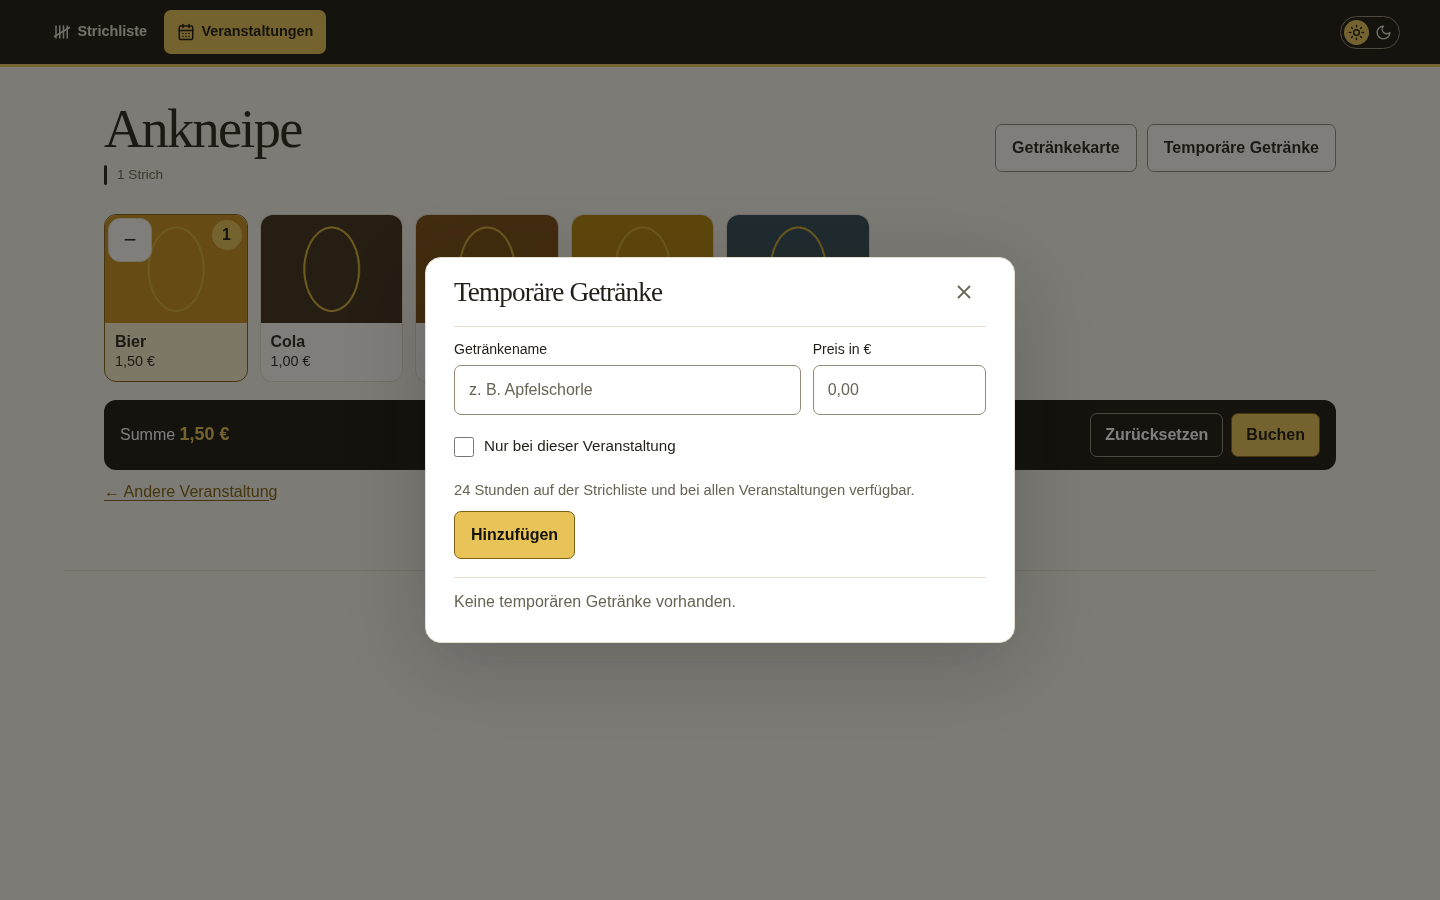 Strichliste
Veranstaltungen
Ankneipe
1 Strich
Getränkekarte
Temporäre Getränke
− 1
Bier
1,50 €
Cola
1,00 €
Temporäre Getränke
Getränkename
Preis in €
z. B. Apfelschorle
0,00
Nur bei dieser Veranstaltung
24 Stunden auf der Strichliste und bei allen Veranstaltungen verfügbar.
Hinzufügen
Keine temporären Getränke vorhanden.
Summe 1,50 €
Zurücksetzen
Buchen
← Andere Veranstaltung